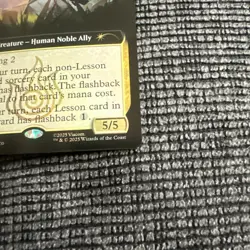 reature – Human Noble Ally
ng 2
ur turn, each non-Lesson
d sorcery card in your
has flashback. The flashback
al to that card's mana cost.
ur turn, each Lesson card in
ard has flashback 1.
5/5
©2025 Viacom
™ & © 2025 Wizards of the Coast